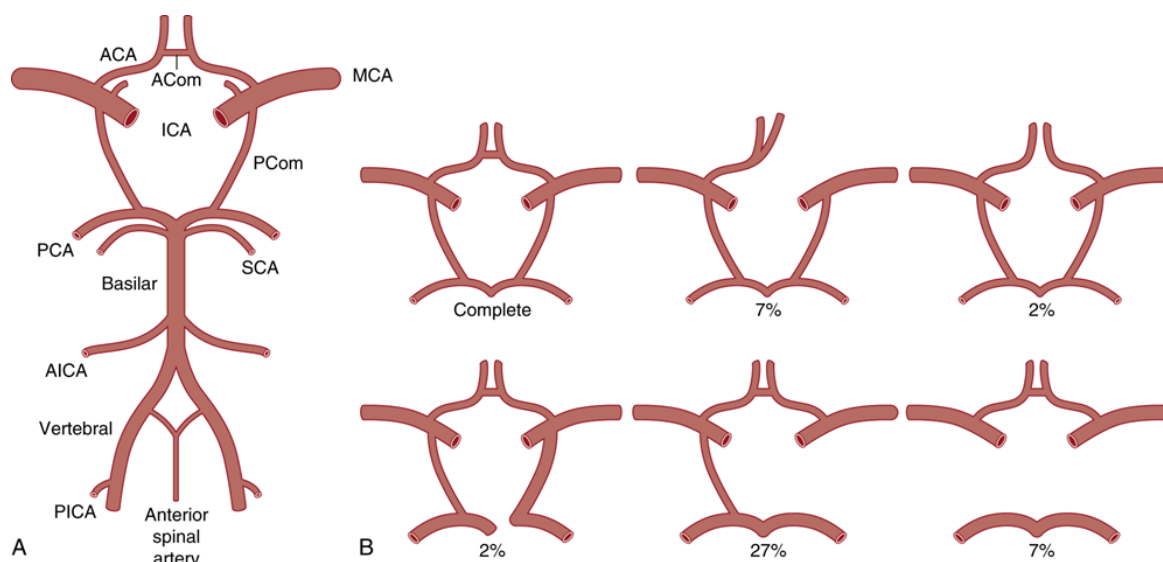 ACA
ACom
MCA
ICA
PCom
PCA
SCA
Basilar
AICA
Vertebral
PICA
Anterior
spinal
artery
A
Complete
7%
2%
2%
27%
7%
B